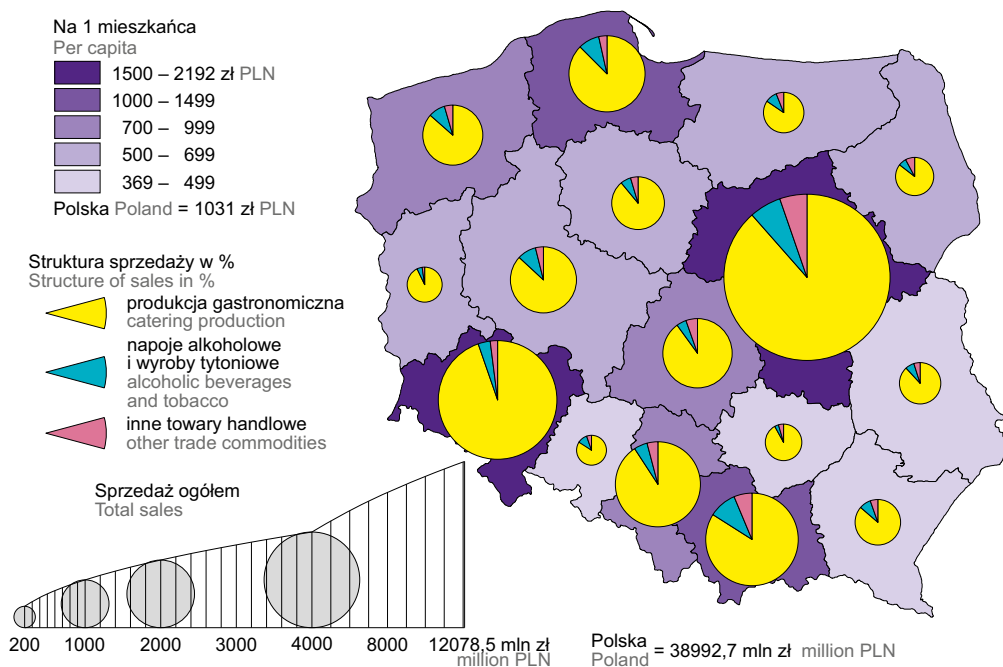 Na 1 mieszkańca
Per capita
1500 – 2192 zł PLN
1000 – 1499
700 – 999
500 – 699
369 – 499
Polska Poland = 1031 zł PLN
Struktura sprzedaży w %
Structure of sales in %
produkcja gastronomiczna
catering production
napoje alkoholowe
i wyroby tytoniowe
alcoholic beverages
and tobacco
inne towary handlowe
other trade commodities
Sprzedaż ogółem
Total sales
200 1000 2000 3000 4000 8000 12078,5 mln zł
million PLN
Polska
Poland = 38992,7 mln zł million PLN